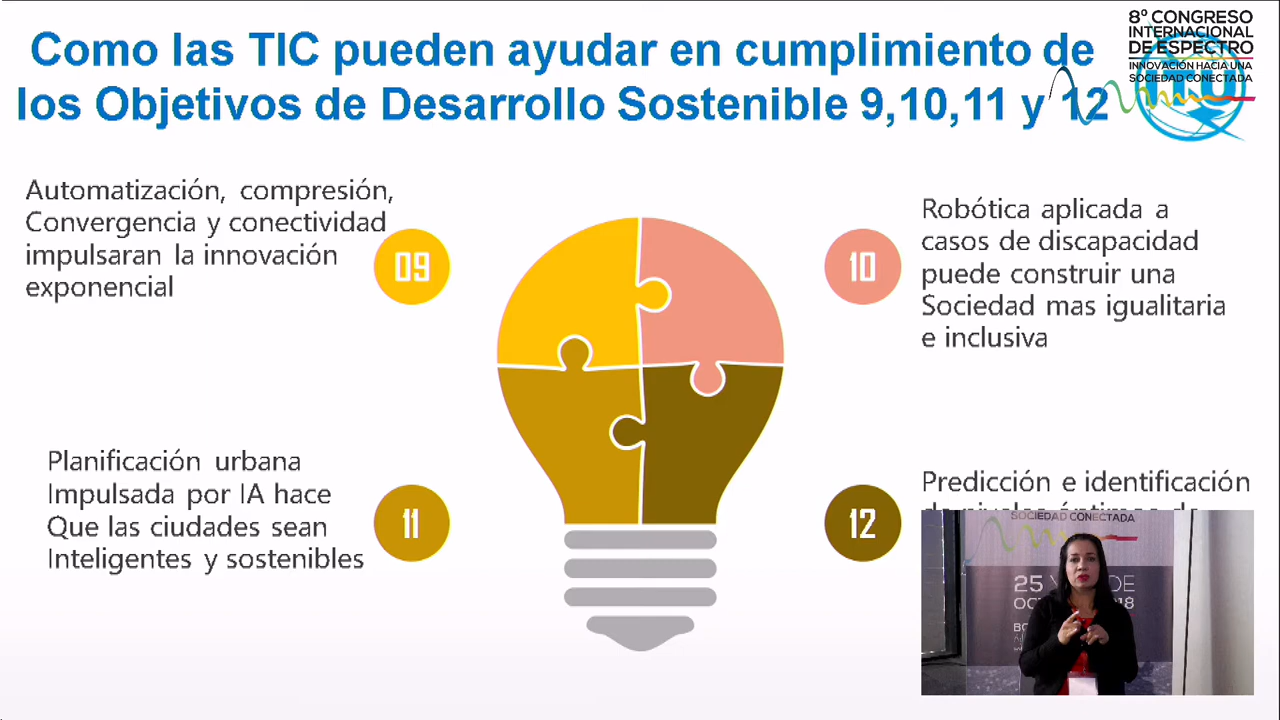 Como las TIC pueden ayudar en cumplimiento de
los Objetivos de Desarrollo Sostenible 9,10,11 y 12
8º CONGRESO
INTERNACIONAL
DE ESPECTRO
INNOVACIÓN HACIA UNA
SOCIEDAD CONECTADA
Automatización, compresión,
Convergencia y conectividad
impulsaran la innovación
exponencial
09
10
Robótica aplicada a
casos de discapacidad
puede construir una
Sociedad mas igualitaria
e inclusiva
Planificación urbana
Impulsada por IA hace
Que las ciudades sean
Inteligentes y sostenibles
11
12
Predicción e identificación
SOCIEDAD CONECTADA
25
DE